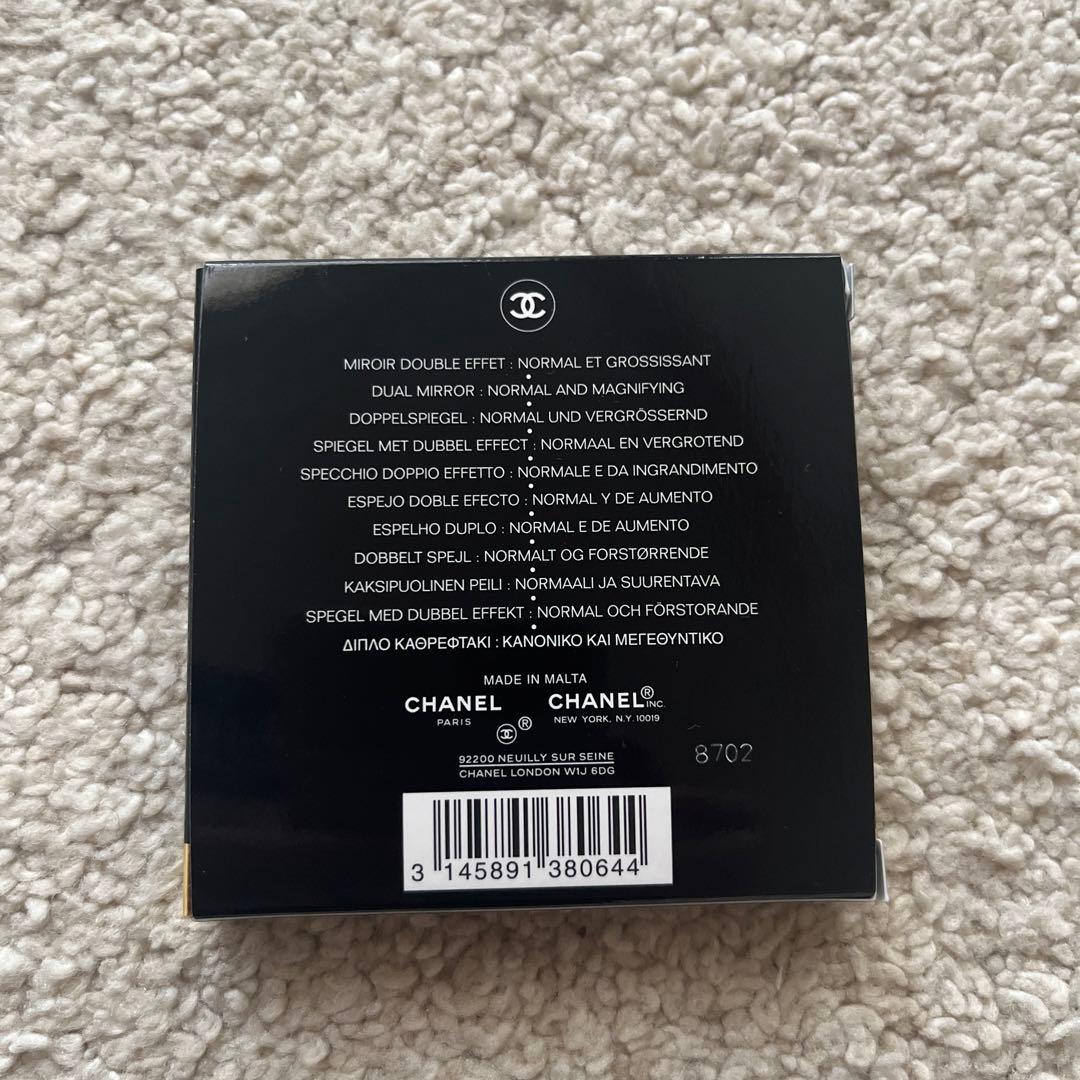 MIROIR DOUBLE EFFET : NORMAL ET GROSSISSANT
•
DUAL MIRROR : NORMAL AND MAGNIFYING
•
DOPPELSPIEGEL : NORMAL UND VERGRÖSSERND
•
SPIEGEL MET DUBBEL EFFECT : NORMAAL EN VERGROTEND
•
SPECCHIO DOPPIO EFFETTO : NORMALE E DA INGRANDIMENTO
•
ESPEJO DOBLE EFECTO : NORMAL Y DE AUMENTO
•
ESPELHO DUPLO : NORMAL E DE AUMENTO
•
DOBBELT SPEJL : NORMALT OG FORSTØRRENDE
•
KAKSIPUOLINEN PEILI : NORMAALI JA SUURENTAVA
•
SPEGEL MED DUBBEL EFFEKT : NORMAL OCH FÖRSTORANDE
•
ΔΙΠΛΟ ΚΑΘΡΕΦΤΑΚΙ : ΚΑΝΟΝΙΚΟ ΚΑΙ ΜΕΓΕΘΥΝΤΙΚΟ
MADE IN MALTA
CHANEL CHANEL® INC.
PARIS NEW YORK, N.Y. 10019
®
92200 NEUILLY SUR SEINE
CHANEL LONDON W1J 6DG
8702
3 145891 380644